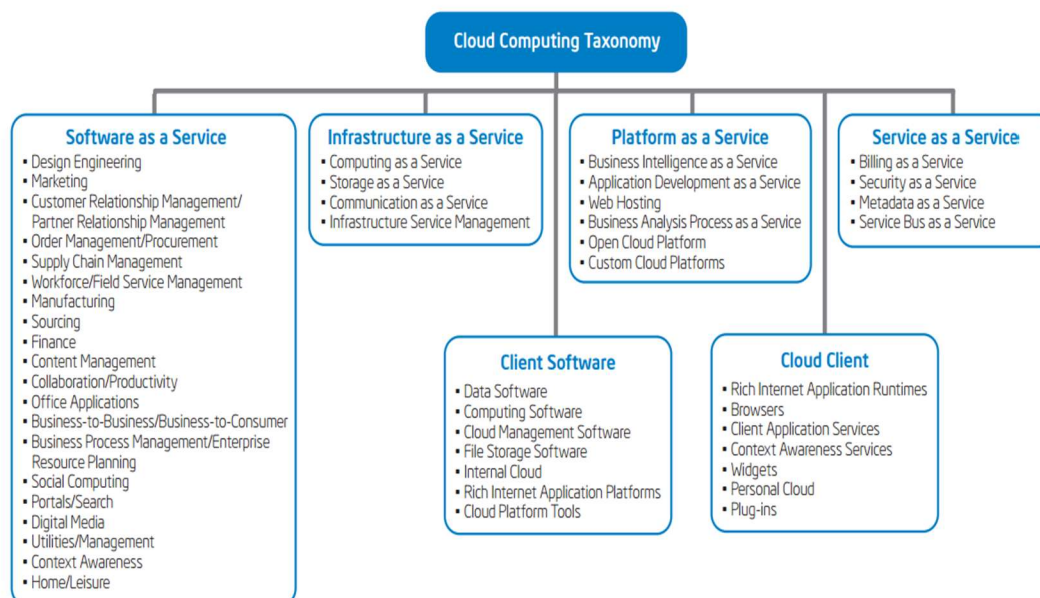 Cloud Computing Taxonomy
Software as a Service
▪ Design Engineering
▪ Marketing
▪ Customer Relationship Management/
Partner Relationship Management
▪ Order Management/Procurement
▪ Supply Chain Management
▪ Workforce/Field Service Management
▪ Manufacturing
▪ Sourcing
▪ Finance
▪ Content Management
▪ Collaboration/Productivity
▪ Office Applications
▪ Business-to-Business/Business-to-Consumer
▪ Business Process Management/Enterprise
Resource Planning
▪ Social Computing
▪ Portals/Search
▪ Digital Media
▪ Utilities/Management
▪ Context Awareness
▪ Home/Leisure
Infrastructure as a Service
▪ Computing as a Service
▪ Storage as a Service
▪ Communication as a Service
▪ Infrastructure Service Management
Platform as a Service
▪ Business Intelligence as a Service
▪ Application Development as a Service
▪ Web Hosting
▪ Business Analysis Process as a Service
▪ Open Cloud Platform
▪ Custom Cloud Platforms
Service as a Service
▪ Billing as a Service
▪ Security as a Service
▪ Metadata as a Service
▪ Service Bus as a Service
Client Software
▪ Data Software
▪ Computing Software
▪ Cloud Management Software
▪ File Storage Software
▪ Internal Cloud
▪ Rich Internet Application Platforms
▪ Cloud Platform Tools
Cloud Client
▪ Rich Internet Application Runtimes
▪ Browsers
▪ Client Application Services
▪ Context Awareness Services
▪ Widgets
▪ Personal Cloud
▪ Plug-ins